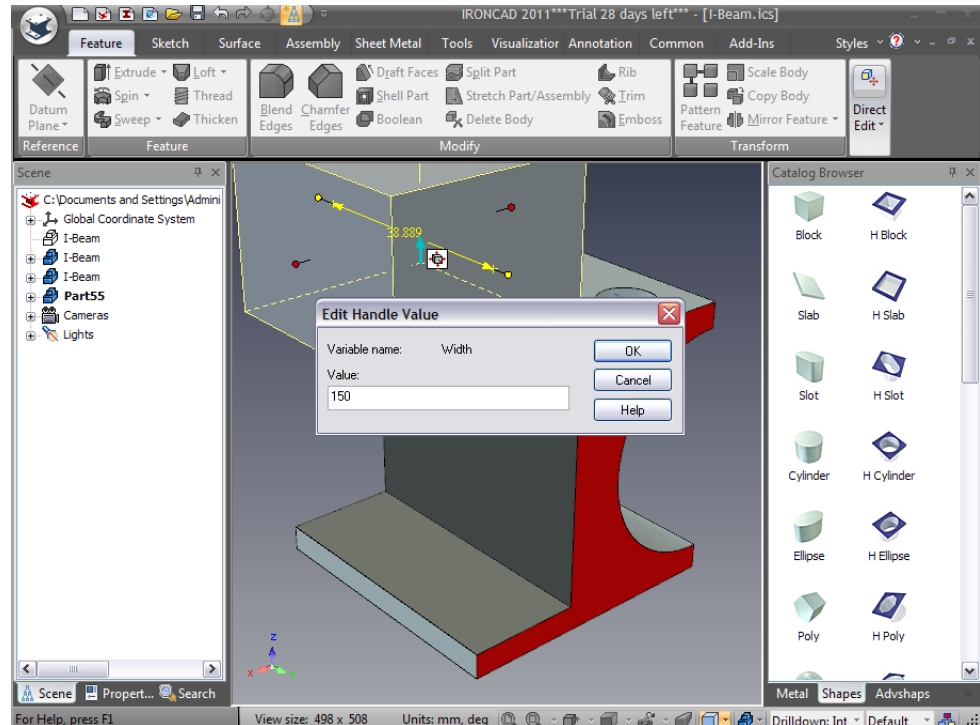 IRONCAD 2011***Trial 28 days left*** - [I-Beam.ics]
Feature Sketch Surface Assembly Sheet Metal Tools Visualization Annotation Common Add-Ins Styles
Datum Plane
Extrude Loft
Spin Thread
Sweep Thicken
Blend Edges
Chamfer Edges
Draft Faces Split Part Rib
Shell Part Stretch Part/Assembly Trim
Boolean Delete Body Emboss
Pattern Feature
Scale Body
Copy Body
Mirror Feature
Direct Edit
Reference Feature Modify Transform
Scene
C:\Documents and Settings\Admini
Global Coordinate System
I-Beam
I-Beam
I-Beam
Part55
Cameras
Lights
38.889
Edit Handle Value
Variable name: Width
Value:
150
OK
Cancel
Help
z
x
Catalog Browser
Block H Block
Slab H Slab
Slot H Slot
Cylinder H Cylinder
Ellipse H Ellipse
Poly H Poly
Scene Propert... Search
Metal Shapes Advshaps
For Help, press F1 View size: 498 x 508 Units: mm, deg Drilldown: Int Default